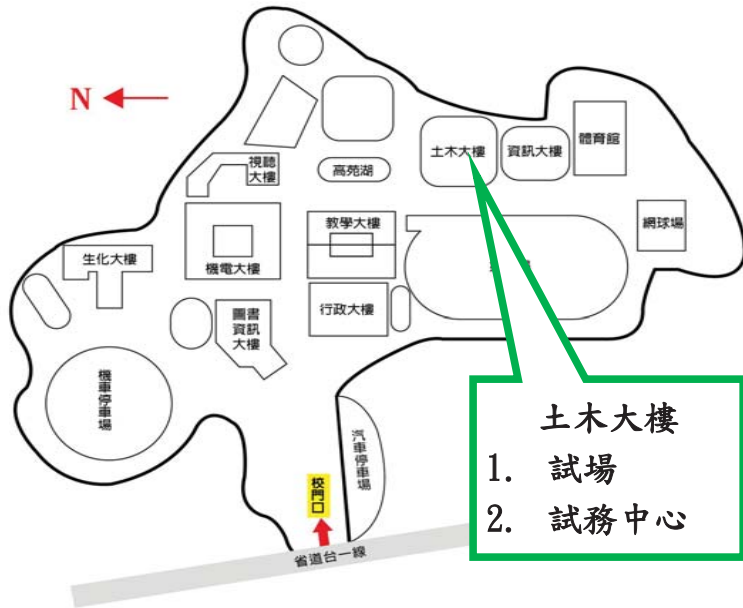 N
視聽
大樓
高苑湖
土木大樓
資訊大樓
體育館
網球場
教學大樓
機電大樓
生化大樓
行政大樓
圖書
資訊
大樓
機車停車場
汽車停車場
校門口
省道台一線
土木大樓
1. 試場
2. 試務中心